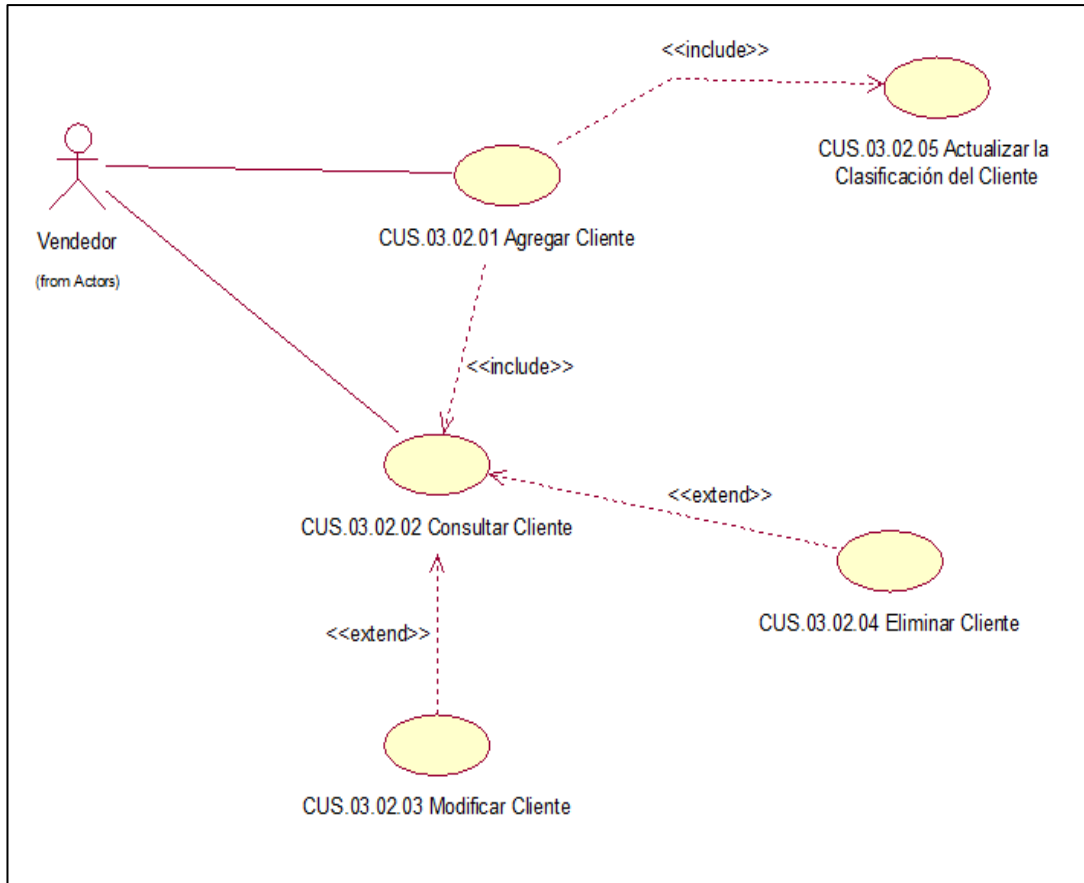 <<include>>
CUS.03.02.05 Actualizar la
Clasificación del Cliente
Vendedor
(from Actors)
CUS.03.02.01 Agregar Cliente
<<include>>
CUS.03.02.02 Consultar Cliente
<<extend>>
CUS.03.02.04 Eliminar Cliente
<<extend>>
CUS.03.02.03 Modificar Cliente